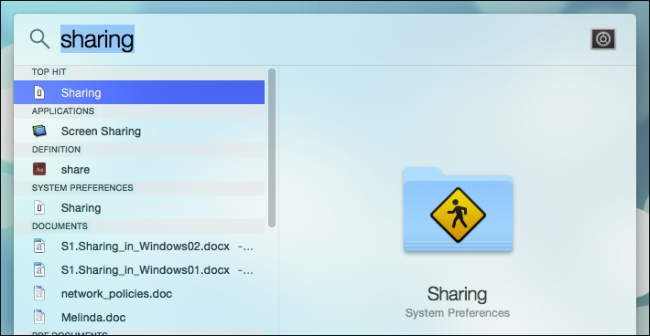 sharing
TOP HIT
Sharing
APPLICATIONS
Screen Sharing
DEFINITION
Aa share
SYSTEM PREFERENCES
Sharing
DOCUMENTS
S1.Sharing_in_Windows02.docx -...
S1.Sharing_in_Windows01.docx -...
network_policies.doc
Melinda.doc
PDF DOCUMENTS
Sharing
System Preferences